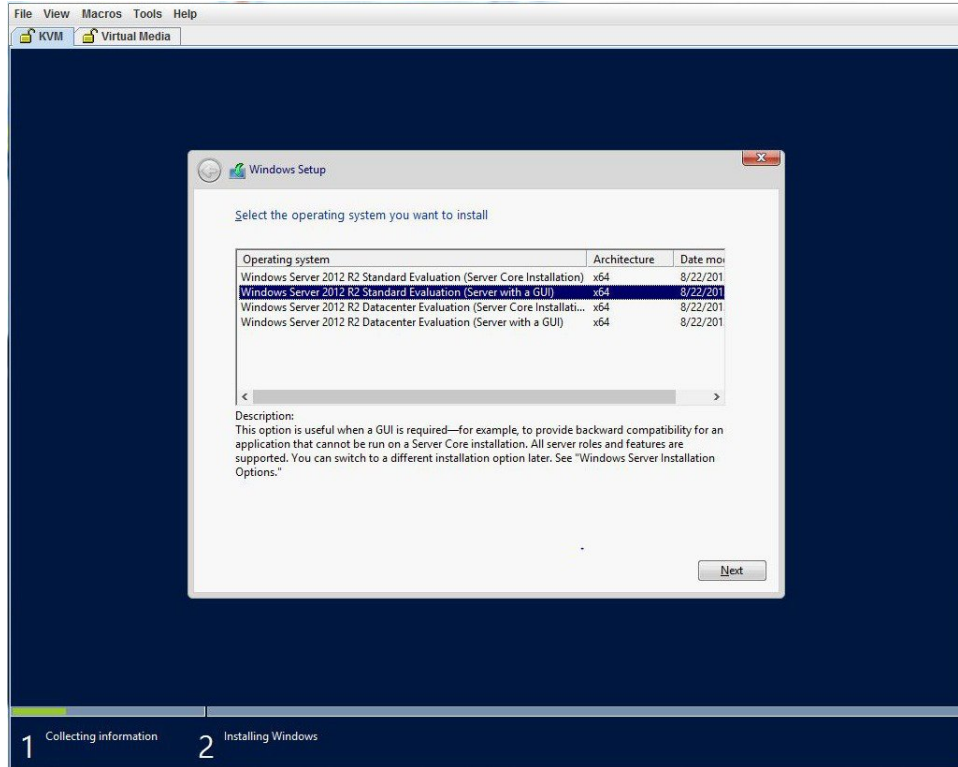 File View Macros Tools Help
KVM Virtual Media
Windows Setup
Select the operating system you want to install
Operating system Architecture Date mo
Windows Server 2012 R2 Standard Evaluation (Server Core Installation) x64 8/22/201
Windows Server 2012 R2 Standard Evaluation (Server with a GUI) x64 8/22/201
Windows Server 2012 R2 Datacenter Evaluation (Server Core Installati... x64 8/22/201
Windows Server 2012 R2 Datacenter Evaluation (Server with a GUI) x64 8/22/201
Description:
This option is useful when a GUI is required—for example, to provide backward compatibility for an
application that cannot be run on a Server Core installation. All server roles and features are
supported. You can switch to a different installation option later. See "Windows Server Installation
Options."
Next
1 Collecting information 2 Installing Windows